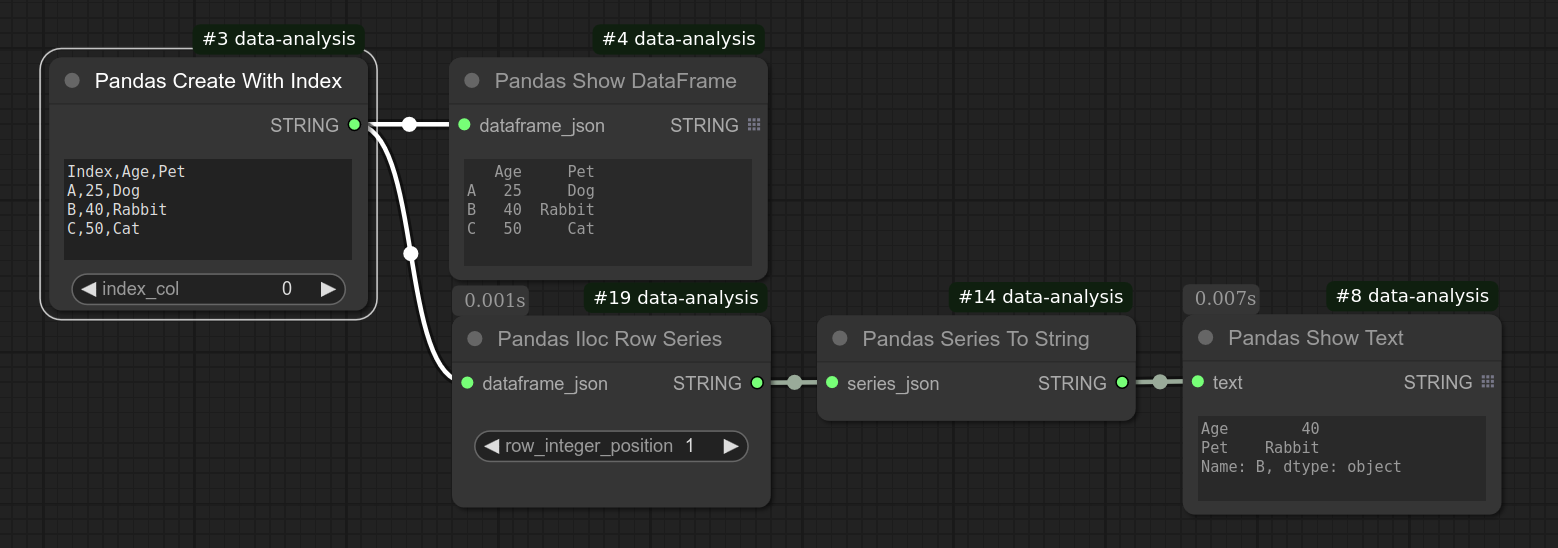 #3 data-analysis
Pandas Create With Index
STRING
Index,Age,Pet
A,25,Dog
B,40,Rabbit
C,50,Cat
index_col 0
#4 data-analysis
Pandas Show DataFrame
dataframe_json STRING
Age Pet
A 25 Dog
B 40 Rabbit
C 50 Cat
0.001s
#19 data-analysis
Pandas Iloc Row Series
dataframe_json STRING
row_integer_position 1
#14 data-analysis
Pandas Series To String
series_json STRING
0.007s
#8 data-analysis
Pandas Show Text
text STRING
Age 40
Pet Rabbit
Name: B, dtype: object